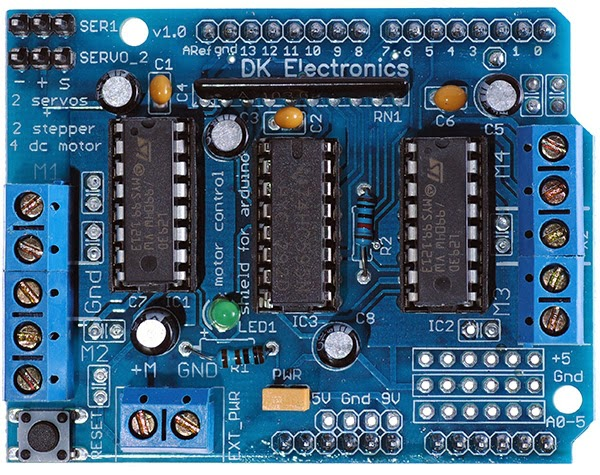 SER1
v1.0
SERVO_2
ARef gnd 13 12 11 10 9 8 7 6 5 4 3 2 1 0
DK Electronics
- + S
C1
C4
2 servos
+
RN1
C3
C2
C6
C5
2 stepper
4 dc motor
M1
M4
Gnd
motor control
shield for arduino
R2
M3
C7
IC1
LED1
IC3
C8
IC2
M2
+M
GND
R1
PWR
+5
Gnd
5V Gnd 9V
A0-5
RESET
EXT_PWR